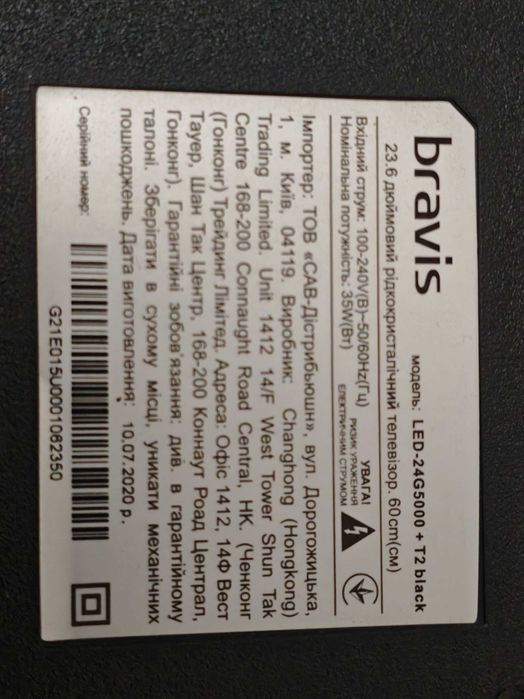 bravis
модель: LED-24G5000 + T2 black
23.6 дюймовий рідкокристалічний телевізор. 60 cm(см)
Вхідний струм: 100-240V(В)~50/60Hz(Гц)
Номінальна потужність: 35W(Вт)
УВАГА!
РИЗИК УРАЖЕННЯ
ЕЛЕКТРИЧНИМ СТРУМОМ
Імпортер: ТОВ «САВ-Дістрибьюшн», вул. Дорогожицька,
1, м. Київ, 04119. Виробник: Changhong (Hongkong)
Trading Limited. Unit 1412 14/F West Tower Shun Tak
Centre 168-200 Connaught Road Central, HK. (Ченконг
(Гонконг) Трейдинг Лімітед. Адреса: Офіс 1412, 14Ф Вест
Тауер, Шан Так Центр, 168-200 Коннаут Роад Централ,
Гонконг). Гарантійні зобов'язання: див. в гарантійному
талоні. Зберігати в сухому місці, уникати механічних
пошкоджень. Дата виготовлення: 10.07.2020 р.
Серійний номер:
G21E015U0001062350